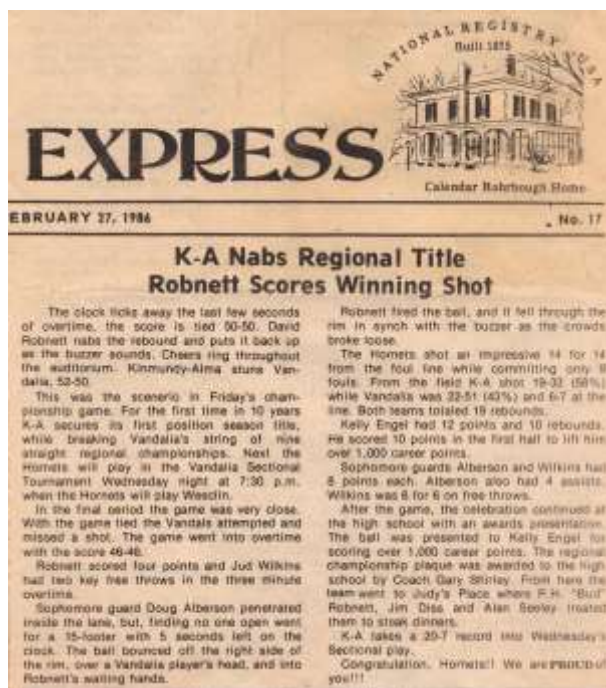 NATIONAL REGISTRY USA
Built 1855
EXPRESS
Calendar Rohrbough Home
EBRUARY 27, 1986
No. 17
K-A Nabs Regional Title
Robnett Scores Winning Shot
The clock ticks away the last few seconds
of overtime, the score is tied 50-50. David
Robnett nabs the rebound and puts it back up
as the buzzer sounds. Cheers ring throughout
the auditorium. Kinmundy-Alma stuns Van-
dalia, 52-50.
This was the scenerio in Friday's cham-
pionship game. For the first time in 10 years
K-A secures its first position season title,
while breaking Vandalia's string of nine
straight regional championships. Next the
Hornets will play in the Vandalia Sectional
Tournament Wednesday night at 7:30 p.m.
when the Hornets will play Wesclin.
In the final period the game was very close.
With the game tied the Vandals attempted and
missed a shot. The game went into overtime
with the score 46-46.
Robnett scored four points and Jud Wilkins
had two key free throws in the three minute
overtime.
Sophomore guard Doug Alberson penetrated
inside the lane, but, finding no one open went
for a 15-footer with 5 seconds left on the
clock. The ball bounced off the right side of
the rim, over a Vandalia player's head, and into
Robnett's waiting hands.
Robnett fired the ball, and it fell through the
rim in synch with the buzzer as the crowds
broke loose.
The Hornets shot an impressive 14 for 14
from the foul line while committing only 8
fouls. From the field K-A shot 19-32 (58%)
while Vandalia was 22-51 (43%) and 6-7 at the
line. Both teams totaled 19 rebounds.
Kelly Engel had 12 points and 10 rebounds.
He scored 10 points in the first half to lift him
over 1,000 career points.
Sophomore guards Alberson and Wilkins had
8 points each. Alberson also had 4 assists.
Wilkins was 6 for 6 on free throws.
After the game, the celebration continued at
the high school with an awards presentation.
The ball was presented to Kelly Engel for
scoring over 1,000 career points. The regional
championship plaque was awarded to the high
school by Coach Gary Shirley. From here the
team went to Judy's Place where F.H. "Bud"
Robnett, Jim Diss and Alan Seeley treated
them to steak dinners.
K-A takes a 20-7 record into Wednesday's
Sectional play.
Congratulation, Hornets!! We are PROUD of
you!!!